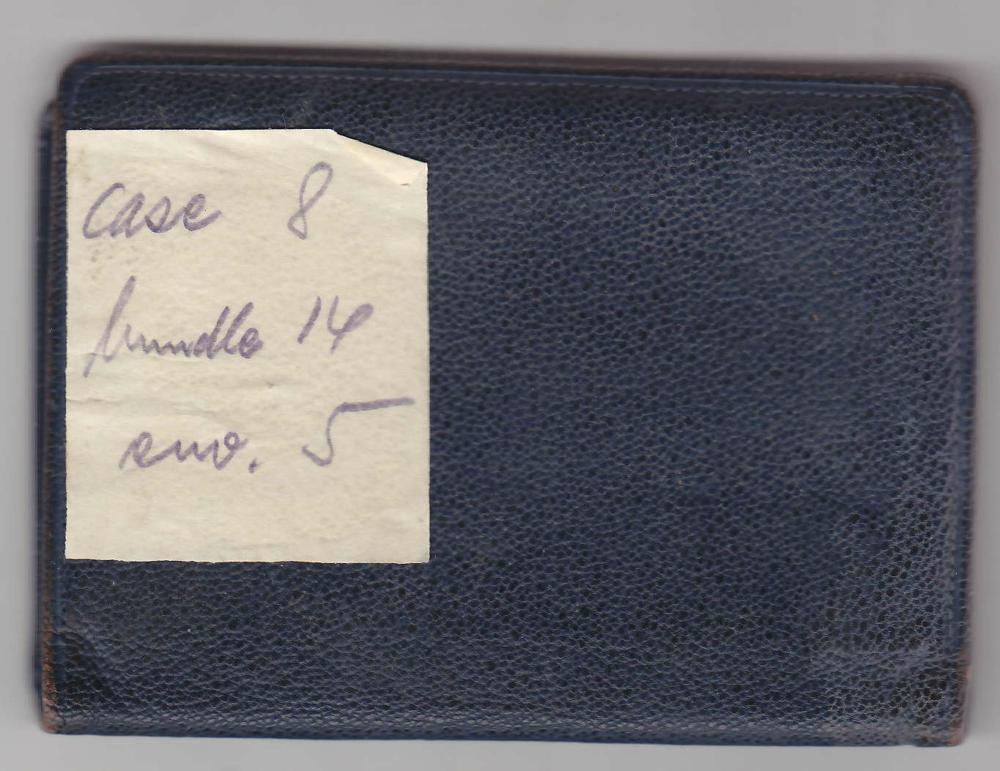 case 8
bundle 14
env. 5